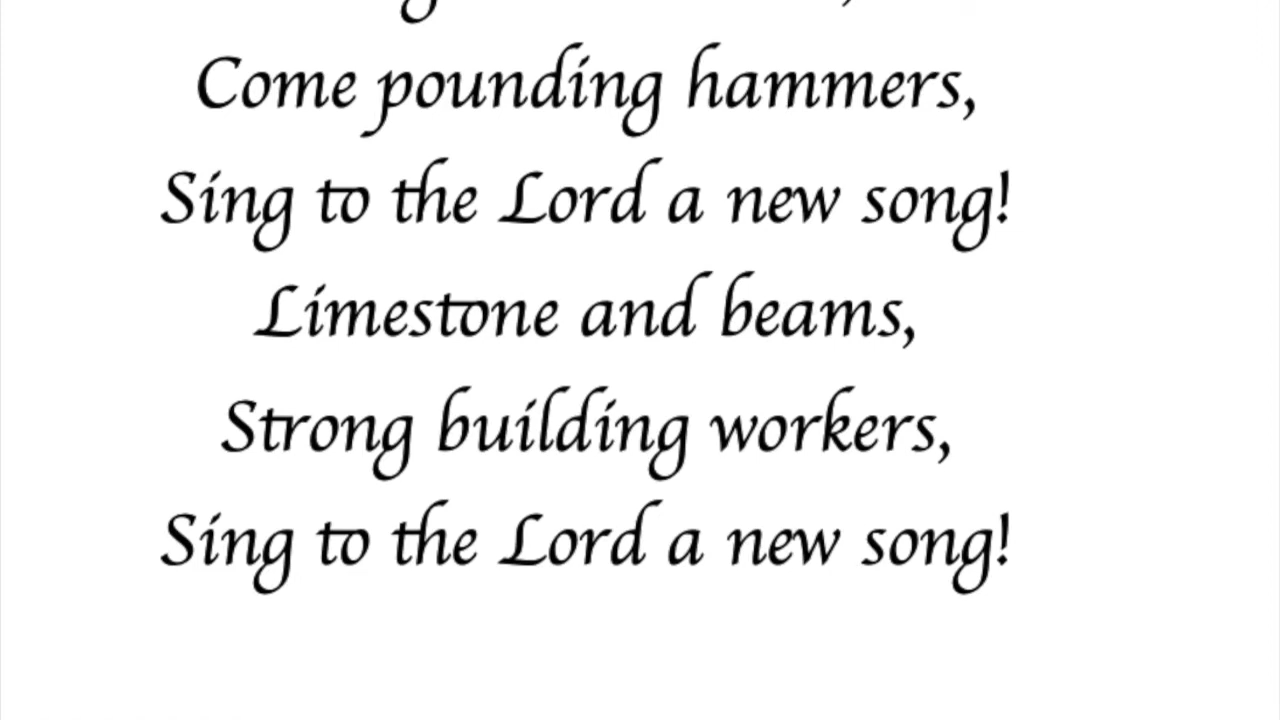 Come pounding hammers,
Sing to the Lord a new song!
Limestone and beams,
Strong building workers,
Sing to the Lord a new song!